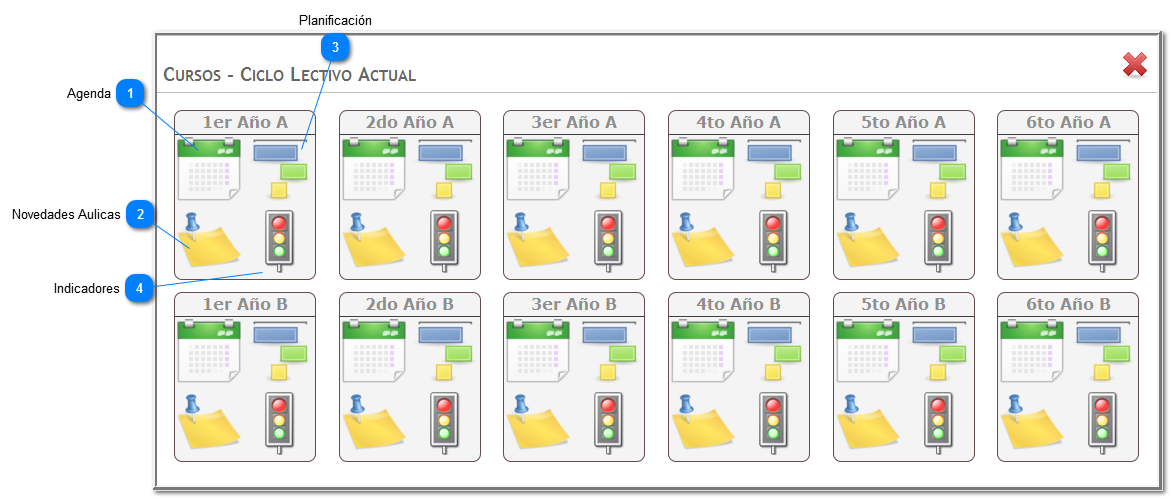 Planificación
3
Cursos - Ciclo Lectivo Actual
Agenda 1
1er Año A 2do Año A 3er Año A 4to Año A 5to Año A 6to Año A
Novedades Aulicas 2
Indicadores 4
1er Año B 2do Año B 3er Año B 4to Año B 5to Año B 6to Año B